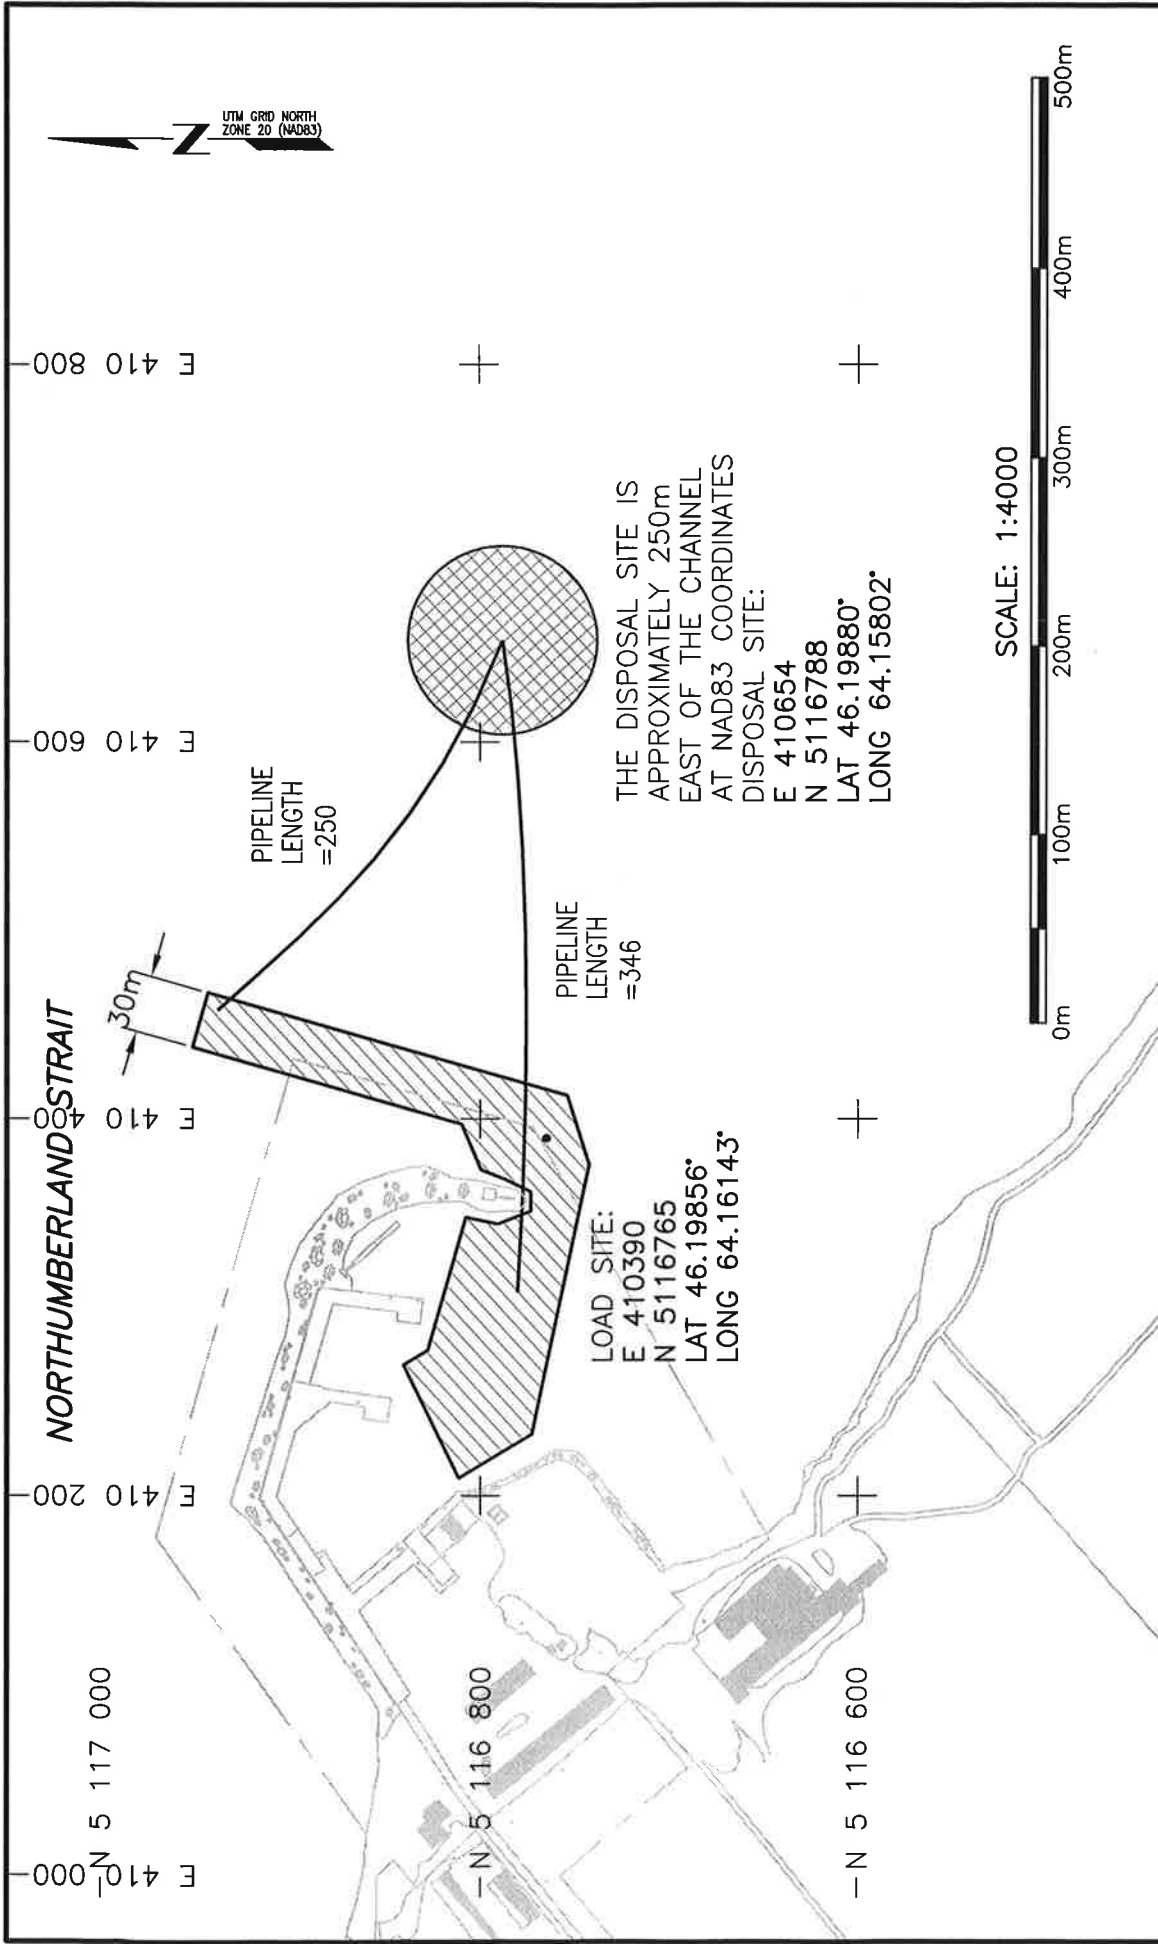 NORTHUMBERLAND STRAIT
UTM GRID NORTH
ZONE 20 (NAD83)
N
E 410 000
E 410 200
E 410 400
E 410 600
E 410 800
N 5 117 000
N 5 116 800
N 5 116 600
30m
PIPELINE
LENGTH
=250
PIPELINE
LENGTH
=346
LOAD SITE:
E 410390
N 5116765
LAT 46.19856°
LONG 64.16143°
THE DISPOSAL SITE IS
APPROXIMATELY 250m
EAST OF THE CHANNEL
AT NAD83 COORDINATES
DISPOSAL SITE:
E 410654
N 5116788
LAT 46.19880°
LONG 64.15802°
SCALE: 1:4000
0m 100m 200m 300m 400m 500m